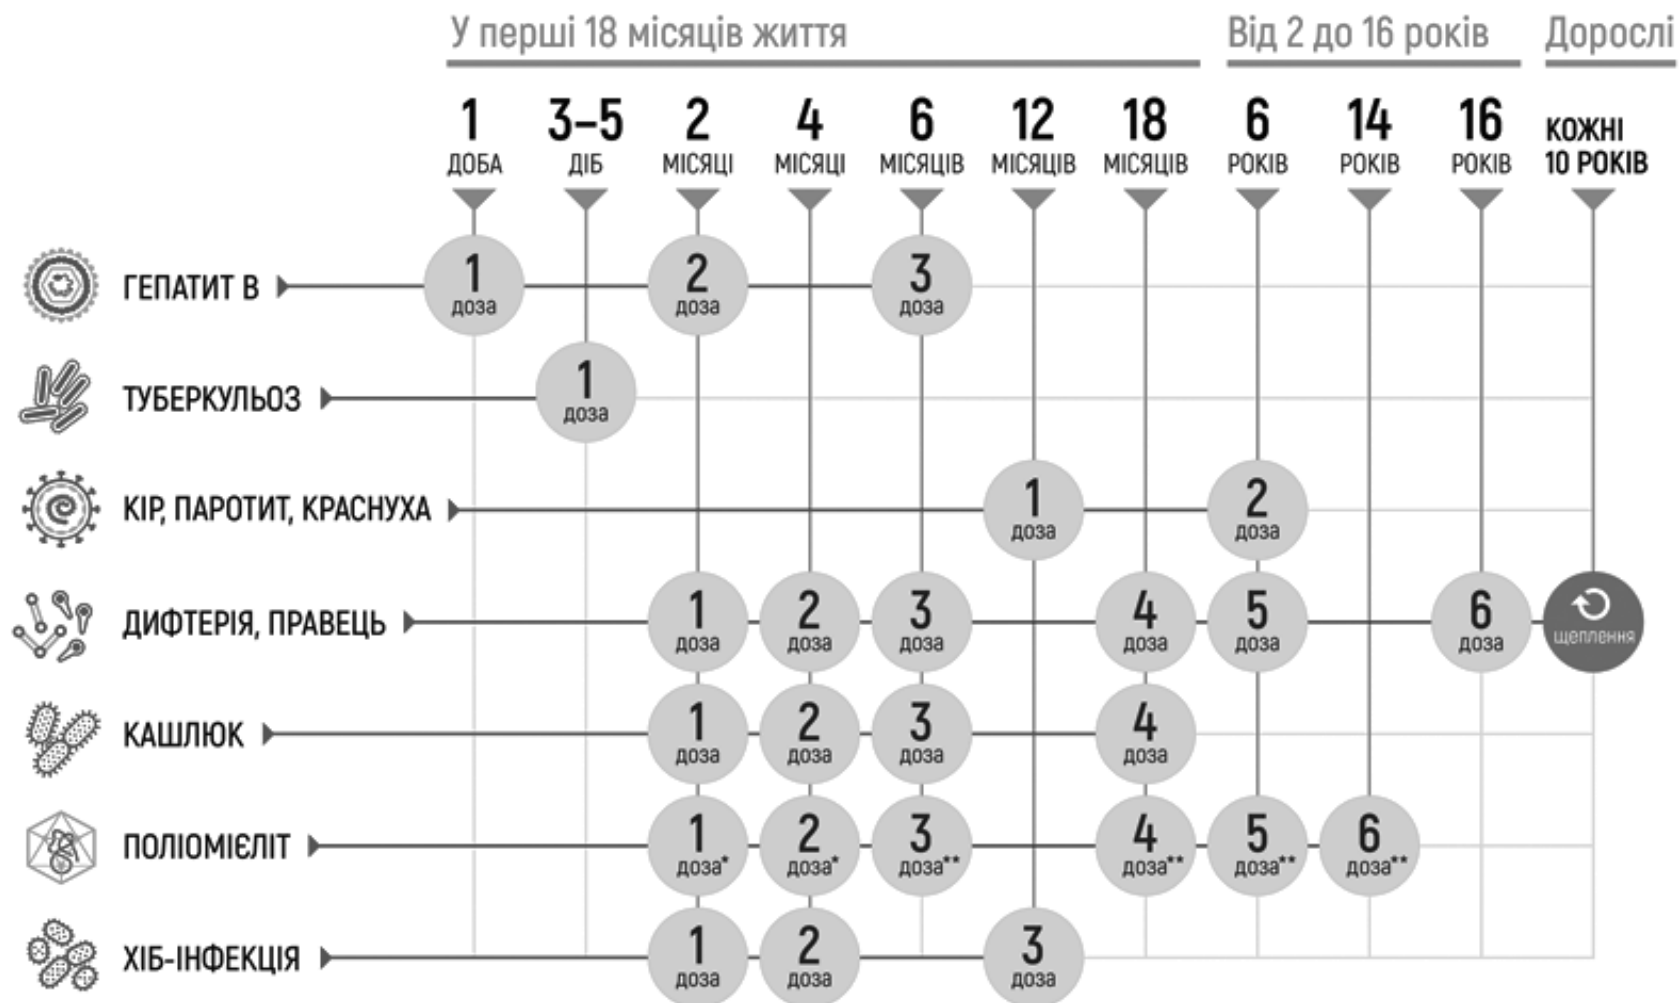 У перші 18 місяців життя Від 2 до 16 років Дорослі
1 3–5 2 4 6 12 18 6 14 16 КОЖНІ
ДОБА ДІБ МІСЯЦІ МІСЯЦІ МІСЯЦІВ МІСЯЦІВ МІСЯЦІВ РОКІВ РОКІВ РОКІВ 10 РОКІВ
ГЕПАТИТ В 1 доза 2 доза 3 доза
ТУБЕРКУЛЬОЗ 1 доза
КІР, ПАРОТИТ, КРАСНУХА 1 доза 2 доза
ДИФТЕРІЯ, ПРАВЕЦЬ 1 доза 2 доза 3 доза 4 доза 5 доза 6 доза щеплення
КАШЛЮК 1 доза 2 доза 3 доза 4 доза
ПОЛІОМІЄЛІТ 1 доза* 2 доза* 3 доза** 4 доза** 5 доза** 6 доза**
ХІБ-ІНФЕКЦІЯ 1 доза 2 доза 3 доза